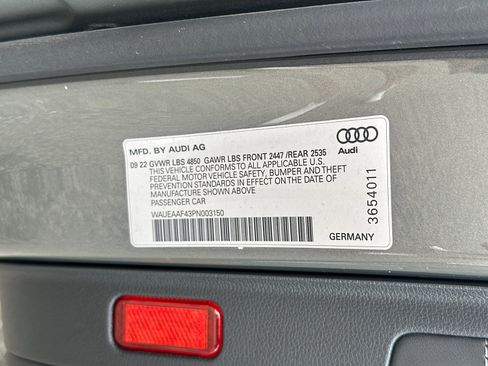 MFD. BY AUDI AG
09 22 GVWR LBS 4850 GAWR LBS FRONT 2447 /REAR 2535
THIS VEHICLE CONFORMS TO ALL APPLICABLE U.S.
FEDERAL MOTOR VEHICLE SAFETY, BUMPER AND THEFT
PREVENTION STANDARDS IN EFFECT ON THE DATE OF
MANUFACTURE SHOWN ABOVE
PASSENGER CAR
WAUEAAF43PN003150
Audi
3654011
GERMANY